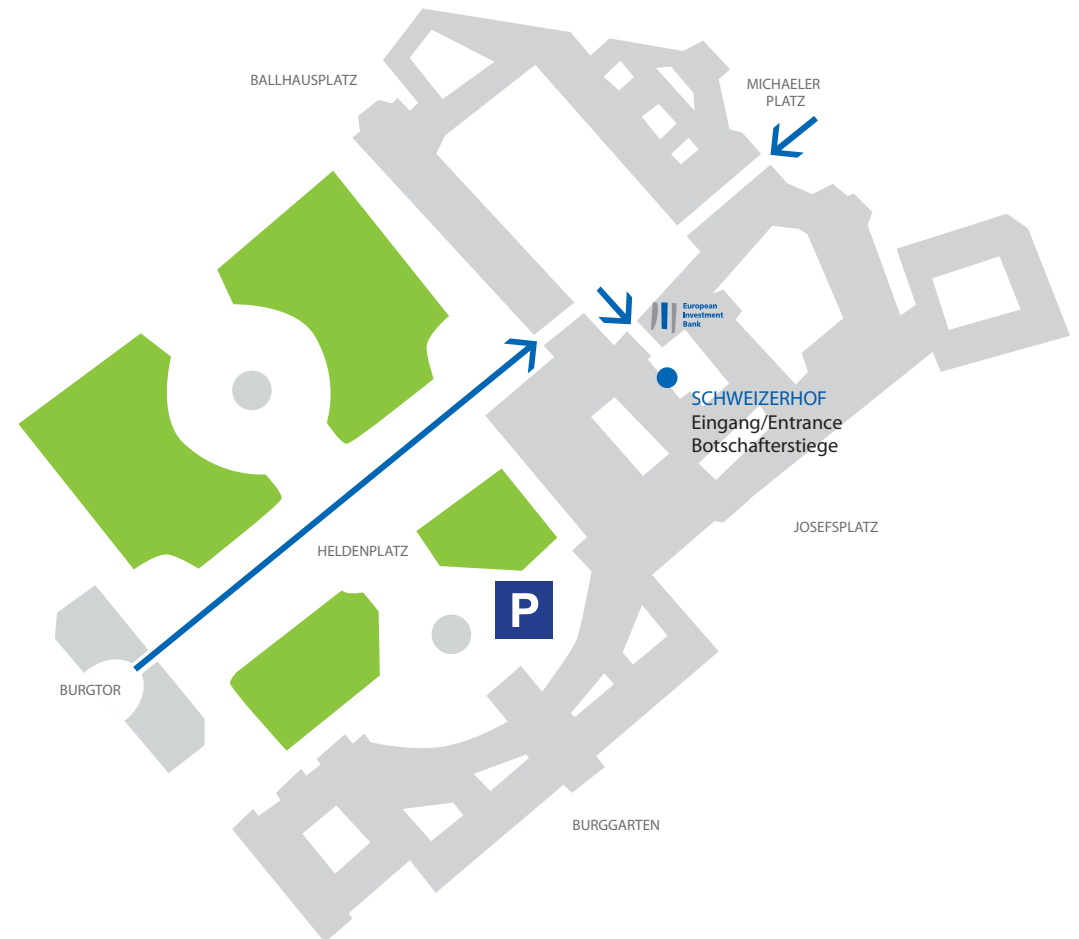 BALLHAUSPLATZ
MICHAELER
PLATZ
European
Investment
Bank
SCHWEIZERHOF
Eingang/Entrance
Botschafterstiege
JOSEFSPLATZ
HELDENPLATZ
P
BURGTOR
BURGGARTEN